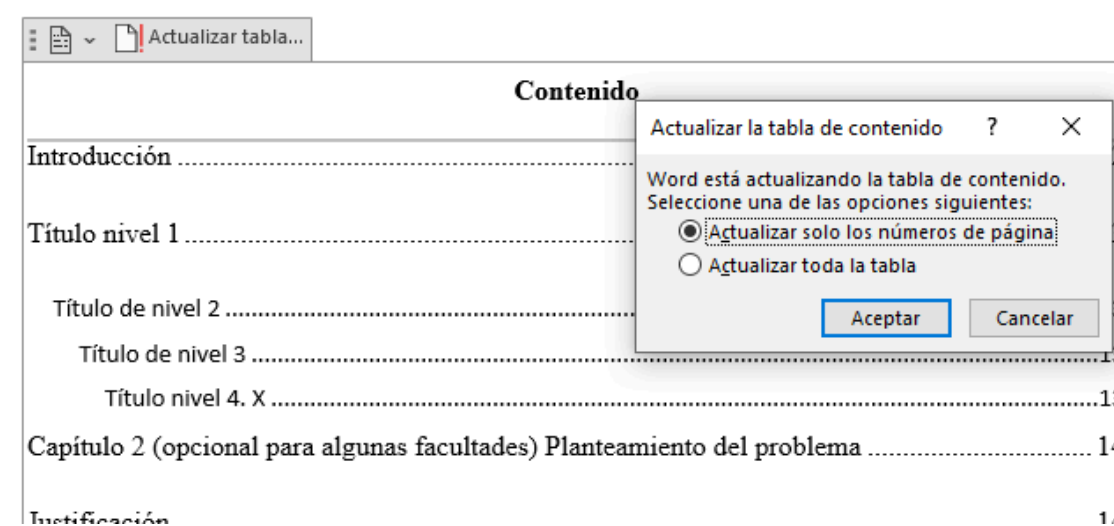 Actualizar tabla...
Contenido
Actualizar la tabla de contenido ? X
Word está actualizando la tabla de contenido.
Seleccione una de las opciones siguientes:
Actualizar solo los números de página
Actualizar toda la tabla
Aceptar Cancelar
Introducción
Título nivel 1
Título de nivel 2
Título de nivel 3
Título nivel 4. X
Capítulo 2 (opcional para algunas facultades) Planteamiento del problema
Justificación